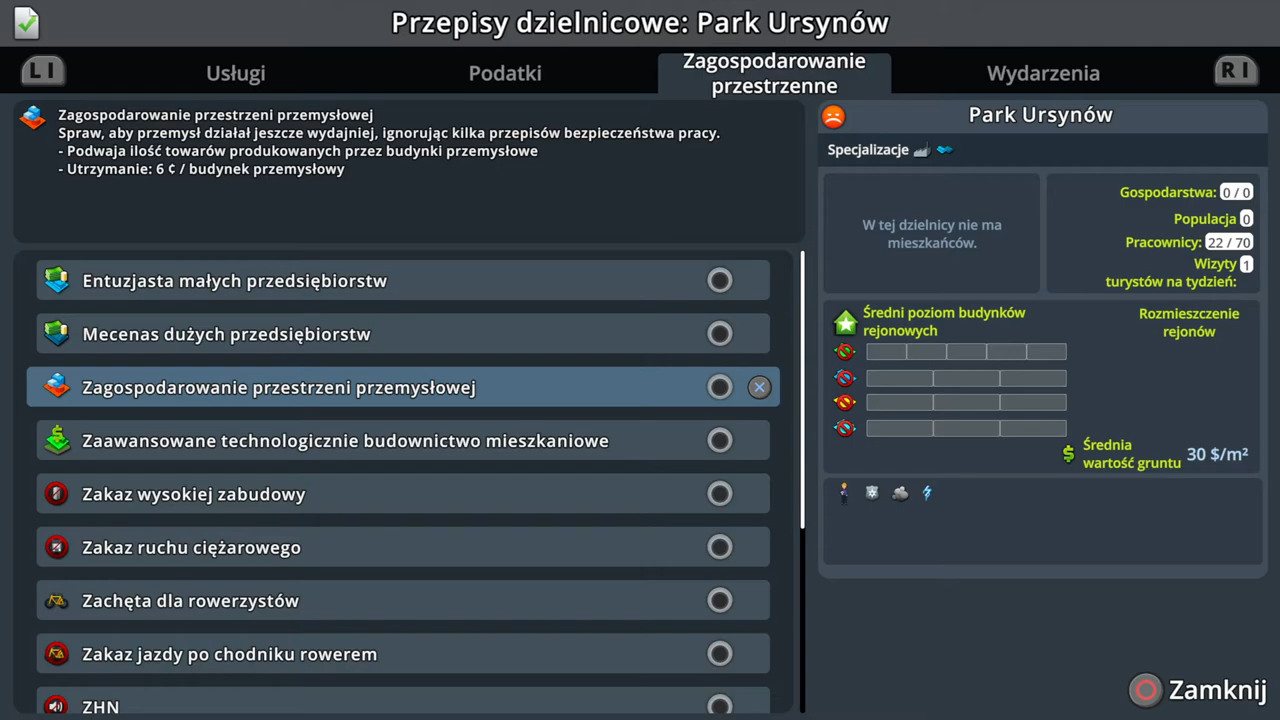 Przepisy dzielnicowe: Park Ursynów
L1
Usługi
Podatki
Zagospodarowanie
przestrzenne
Wydarzenia
R1
Zagospodarowanie przestrzeni przemysłowej
Spraw, aby przemysł działał jeszcze wydajniej, ignorując kilka przepisów bezpieczeństwa pracy.
- Podwaja ilość towarów produkowanych przez budynki przemysłowe
- Utrzymanie: 6 ₵ / budynek przemysłowy
Entuzjasta małych przedsiębiorstw
Mecenas dużych przedsiębiorstw
Zagospodarowanie przestrzeni przemysłowej
Zaawansowane technologicznie budownictwo mieszkaniowe
Zakaz wysokiej zabudowy
Zakaz ruchu ciężarowego
Zachęta dla rowerzystów
Zakaz jazdy po chodniku rowerem
ZHN
Park Ursynów
Specjalizacje
W tej dzielnicy nie ma
mieszkańców.
Gospodarstwa: 0 / 0
Populacja 0
Pracownicy: 22 / 70
Wizyty 1
turystów na tydzień:
Średni poziom budynków
rejonowych
Rozmieszczenie
rejonów
Średnia
wartość gruntu 30 $/m²
Zamknij